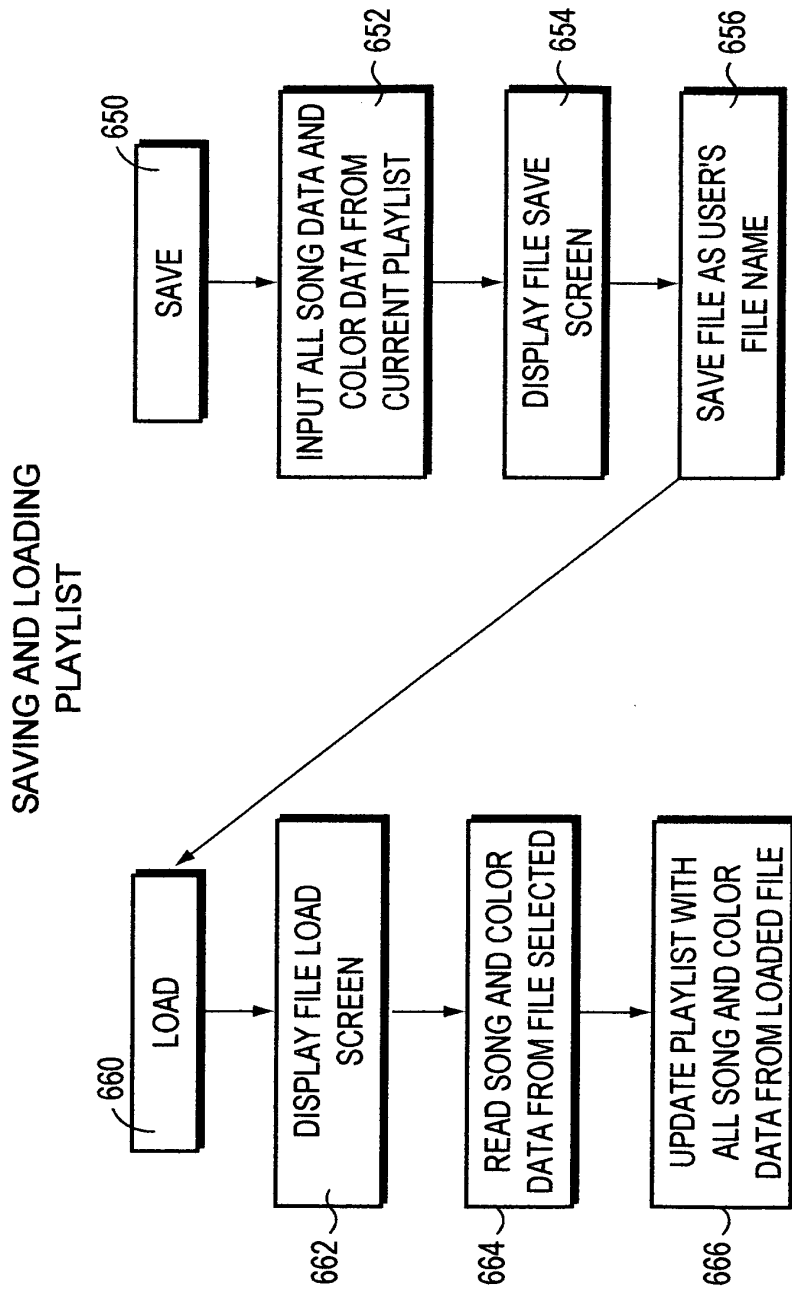 SAVING AND LOADING
PLAYLIST
650
SAVE
INPUT ALL SONG DATA AND
COLOR DATA FROM
CURRENT PLAYLIST
652
DISPLAY FILE SAVE
SCREEN
654
SAVE FILE AS USER'S
FILE NAME
656
660
LOAD
DISPLAY FILE LOAD
SCREEN
662
READ SONG AND COLOR
DATA FROM FILE SELECTED
664
UPDATE PLAYLIST WITH
ALL SONG AND COLOR
DATA FROM LOADED FILE
666